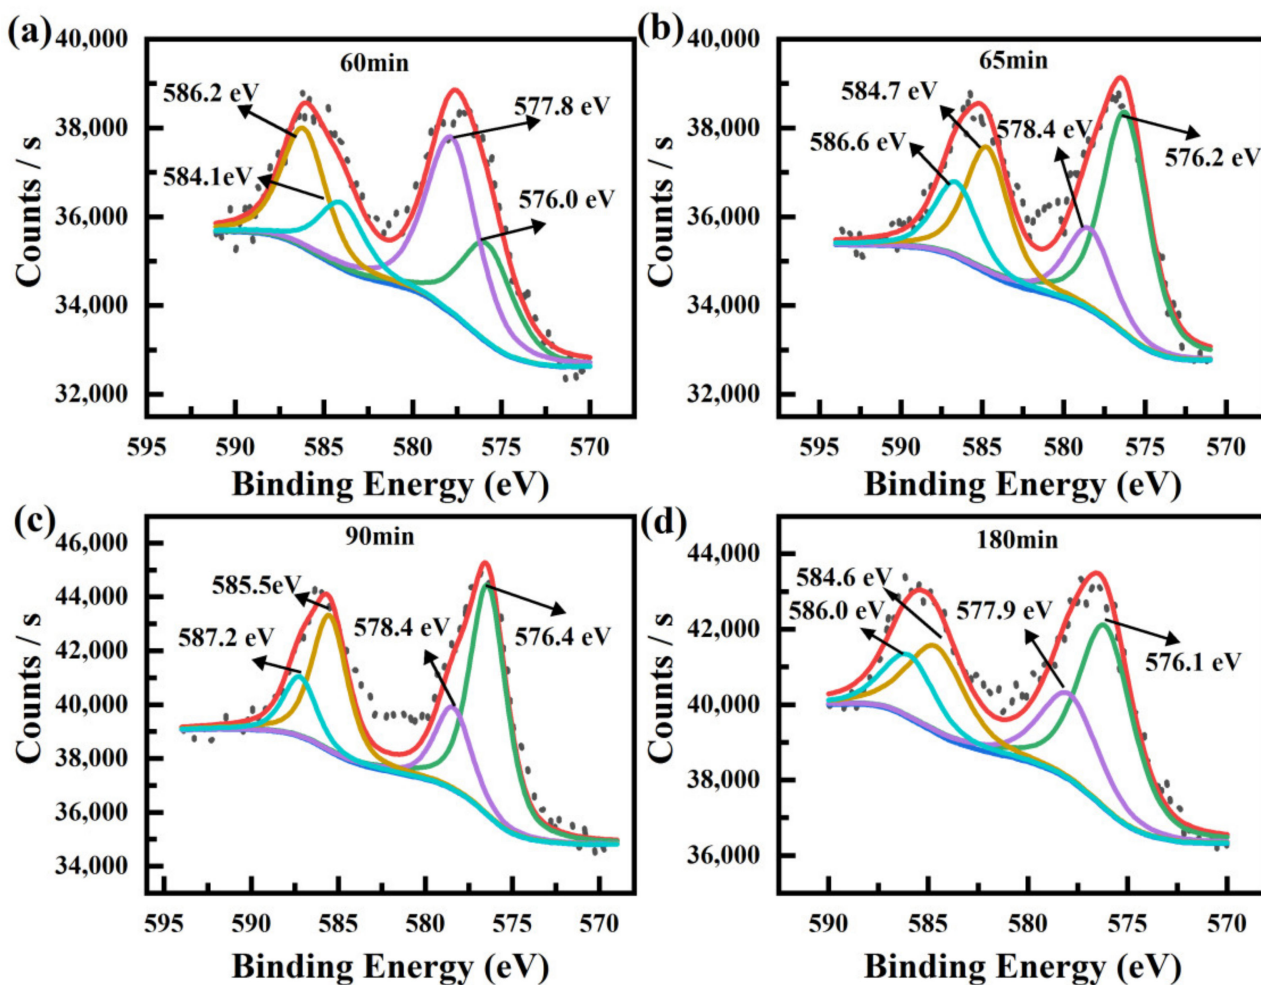 (a)
60min
40,000
38,000
36,000
34,000
32,000
Counts / s
586.2 eV
584.1eV
577.8 eV
576.0 eV
595
590
585
580
575
570
Binding Energy (eV)
(b)
65min
40,000
38,000
36,000
34,000
32,000
Counts / s
584.7 eV
586.6 eV
578.4 eV
576.2 eV
595
590
585
580
575
570
Binding Energy (eV)
(c)
90min
46,000
44,000
42,000
40,000
38,000
36,000
34,000
Counts / s
585.5eV
587.2 eV
578.4 eV
576.4 eV
595
590
585
580
575
570
Binding Energy (eV)
(d)
180min
44,000
42,000
40,000
38,000
36,000
Counts / s
584.6 eV
586.0 eV
577.9 eV
576.1 eV
590
585
580
575
570
Binding Energy (eV)